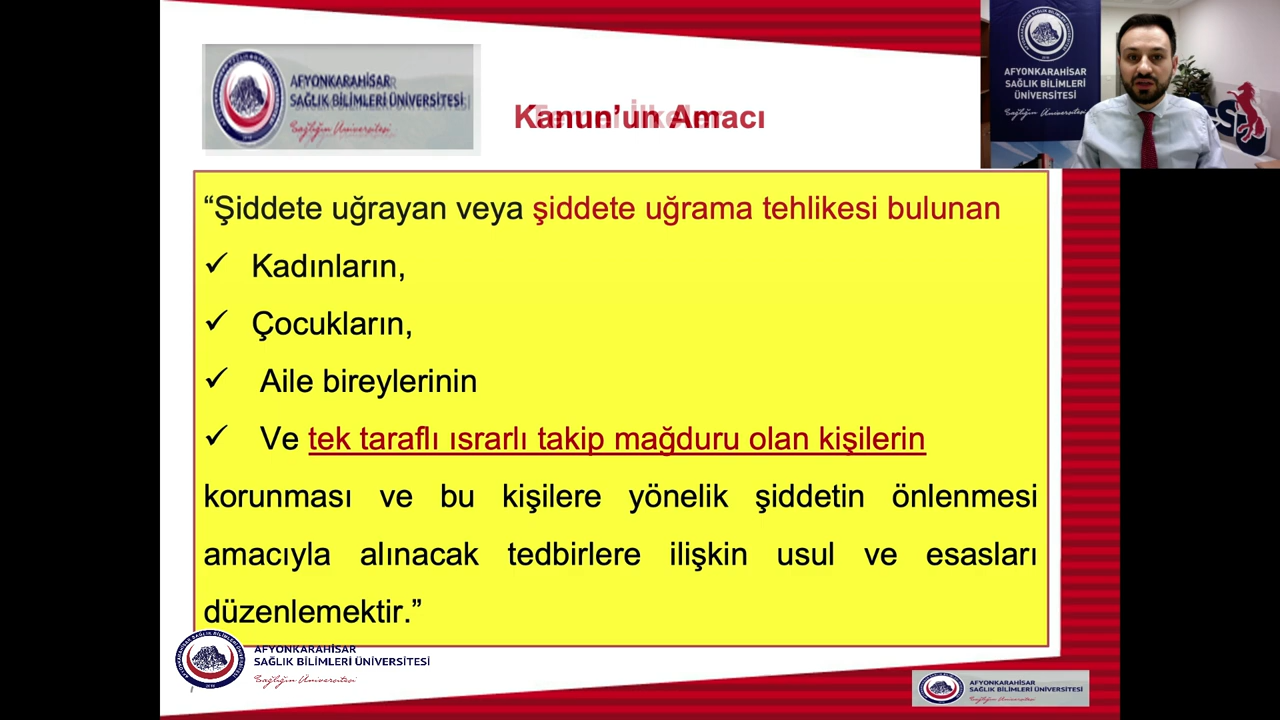 AFYONKARAHİSAR
SAĞLIK BİLİMLERİ ÜNİVERSİTESİ
Sağlığın Üniversitesi
Kanun’un Amacı
AFYONKARAHİSAR
SAĞLIK BİLİMLERİ
ÜNİVERSİTESİ
Sağlığın Üniversitesi
“Şiddete uğrayan veya şiddete uğrama tehlikesi bulunan
✓ Kadınların,
✓ Çocukların,
✓ Aile bireylerinin
✓ Ve tek taraflı ısrarlı takip mağduru olan kişilerin
korunması ve bu kişilere yönelik şiddetin önlenmesi
amacıyla alınacak tedbirlere ilişkin usul ve esasları
düzenlemektir.”
AFYONKARAHİSAR
SAĞLIK BİLİMLERİ ÜNİVERSİTESİ
Sağlığın Üniversitesi
AFYONKARAHİSAR
SAĞLIK BİLİMLERİ ÜNİVERSİTESİ
Sağlığın Üniversitesi